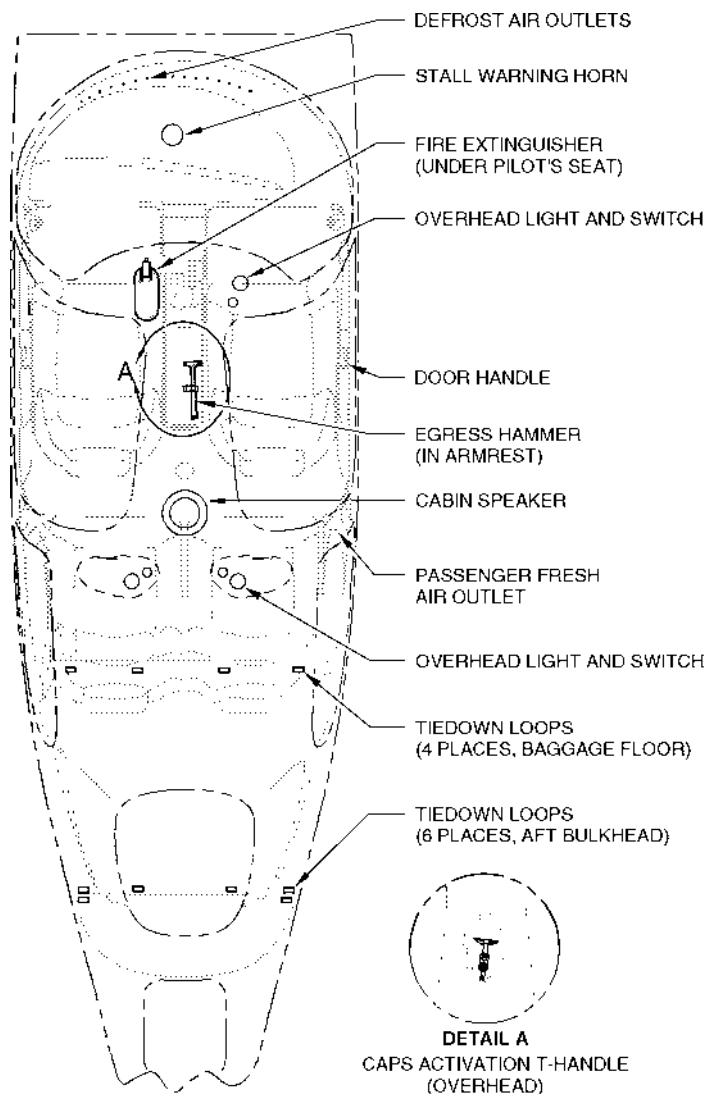 DEFROST AIR OUTLETS
STALL WARNING HORN
FIRE EXTINGUISHER
(UNDER PILOT'S SEAT)
OVERHEAD LIGHT AND SWITCH
A
DOOR HANDLE
EGRESS HAMMER
(IN ARMREST)
CABIN SPEAKER
PASSENGER FRESH
AIR OUTLET
OVERHEAD LIGHT AND SWITCH
TIEDOWN LOOPS
(4 PLACES, BAGGAGE FLOOR)
TIEDOWN LOOPS
(6 PLACES, AFT BULKHEAD)
DETAIL A
CAPS ACTIVATION T-HANDLE
(OVERHEAD)